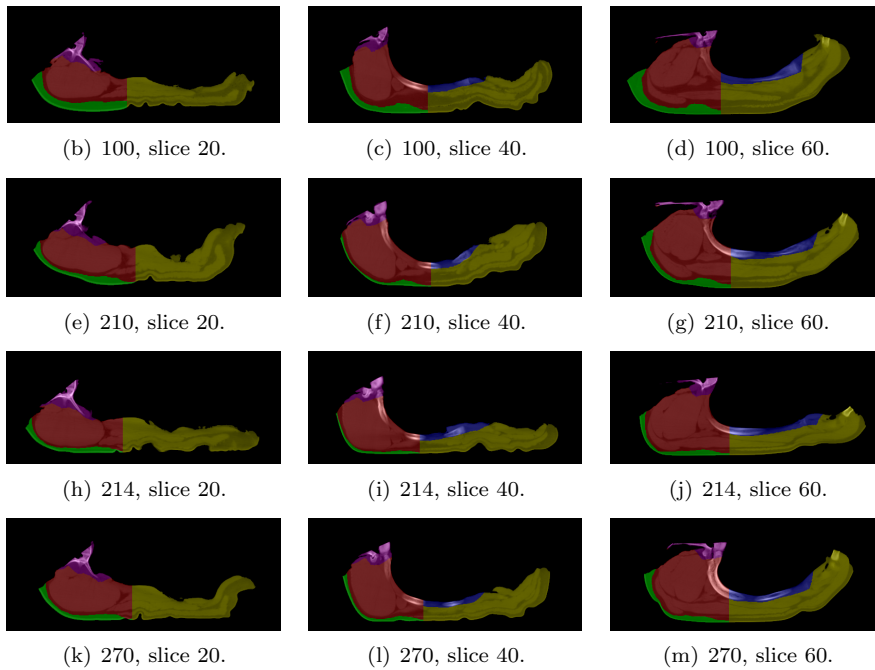 (b) 100, slice 20.
(c) 100, slice 40.
(d) 100, slice 60.
(e) 210, slice 20.
(f) 210, slice 40.
(g) 210, slice 60.
(h) 214, slice 20.
(i) 214, slice 40.
(j) 214, slice 60.
(k) 270, slice 20.
(l) 270, slice 40.
(m) 270, slice 60.